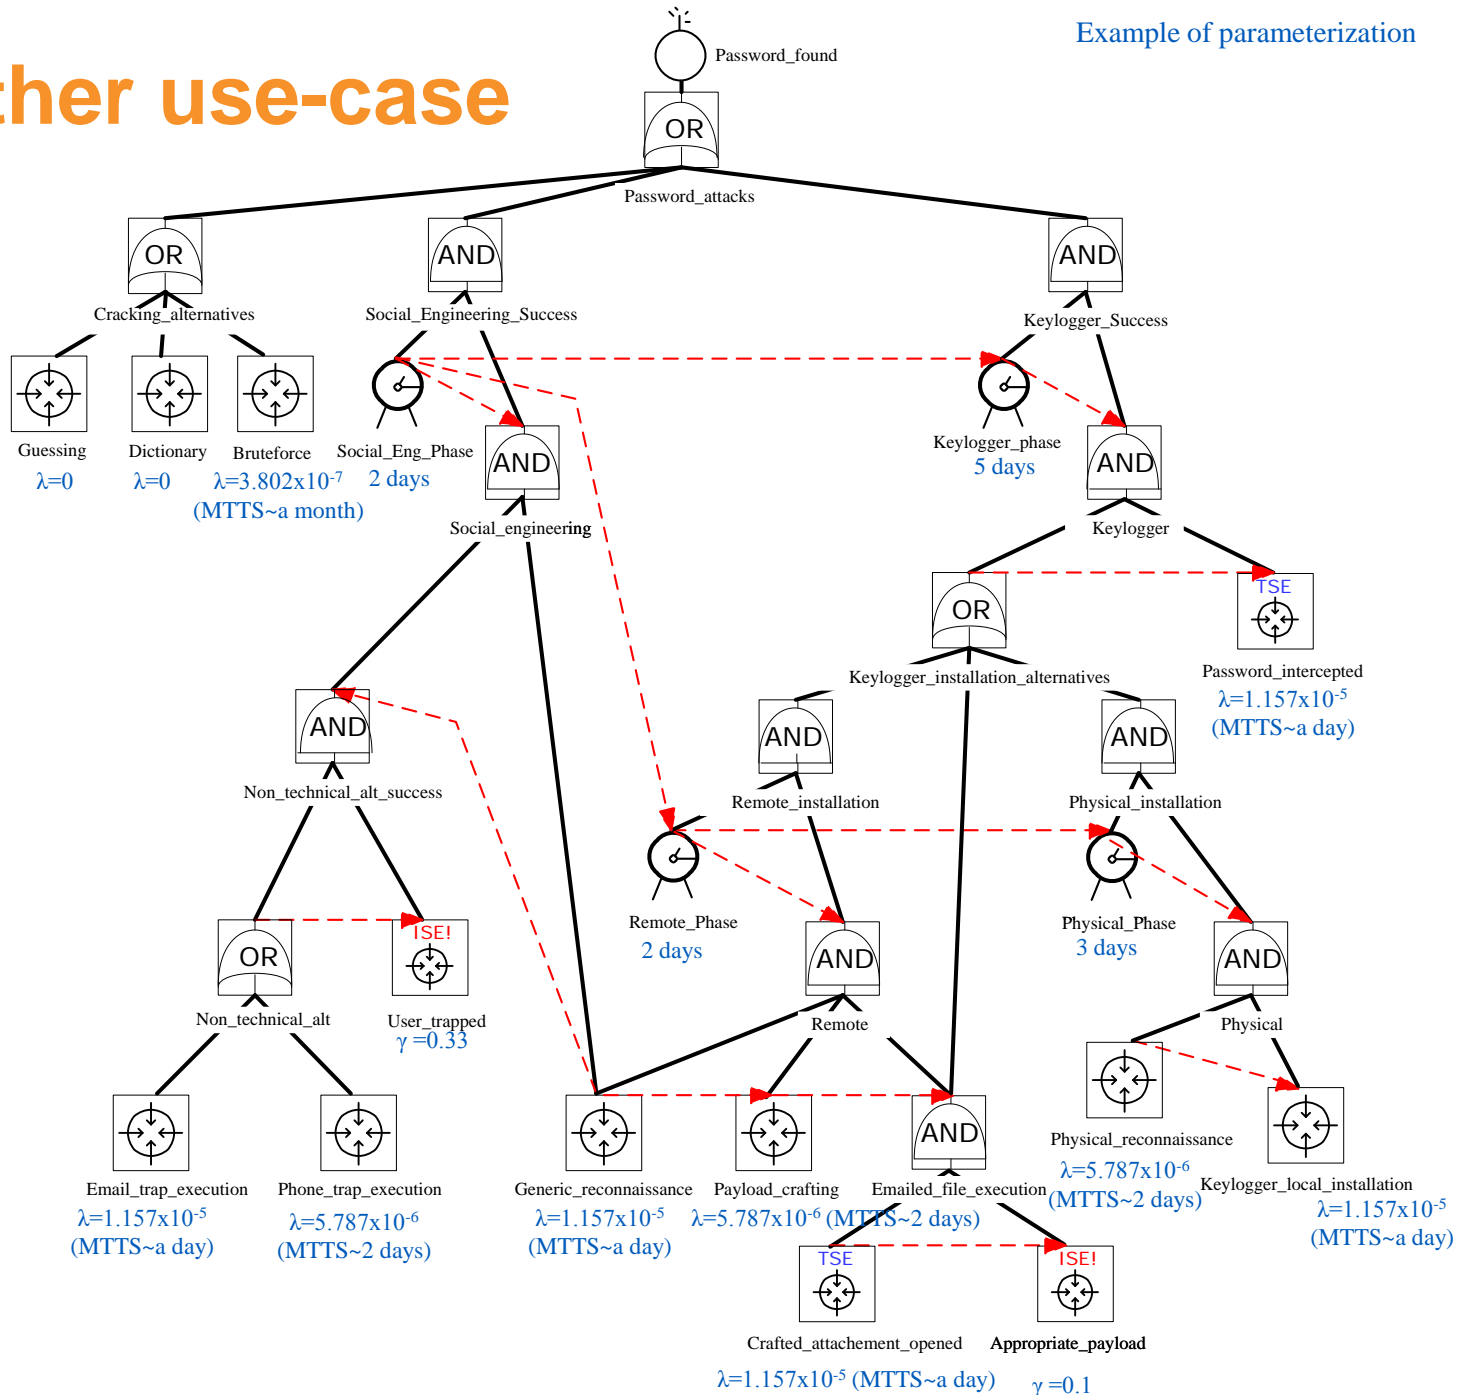 Example of parameterization
Password_found
ther use-case
OR
Password_attacks
OR
AND
AND
Cracking_alternatives
Social_Engineering_Success
Keylogger_Success
Guessing
Dictionary
Bruteforce
Social_Eng_Phase
Keylogger_phase
λ=0
λ=0
λ=3.802x10-7
(MTTS~a month)
2 days
5 days
AND
AND
Social_engineering
Keylogger
OR
TSE
Keylogger_installation_alternatives
Password_intercepted
λ=1.157x10-5
(MTTS~a day)
AND
AND
AND
Non_technical_alt_success
Remote_installation
Physical_installation
Remote_Phase
2 days
Physical_Phase
3 days
OR
ISE!
AND
AND
Non_technical_alt
User_trapped
γ =0.33
Remote
Physical
AND
Physical_reconnaissance
λ=5.787x10-6
(MTTS~2 days)
Keylogger_local_installation
λ=1.157x10-5
(MTTS~a day)
Email_trap_execution
λ=1.157x10-5
(MTTS~a day)
Phone_trap_execution
λ=5.787x10-6
(MTTS~2 days)
Generic_reconnaissance
λ=1.157x10-5
(MTTS~a day)
Payload_crafting
λ=5.787x10-6 (MTTS~2 days)
Emailed_file_execution
TSE
ISE!
Crafted_attachement_opened
Appropriate_payload
λ=1.157x10-5 (MTTS~a day)
γ =0.1